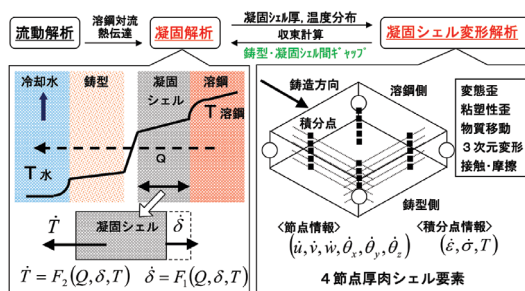 流動解析
溶鋼対流
熱伝達
凝固解析
凝固シェル厚, 温度分布
収束計算
鋳型・凝固シェル間ギャップ
凝固シェル変形解析
冷却水
鋳型
凝固
シェル
溶鋼
T溶鋼
Q
T水
凝固シェル
Ṫ
δ̇
Ṫ = F₂(Q,δ,T)
δ̇ = F₁(Q,δ,T)
鋳造方向
溶鋼側
積分点
鋳型側
変態歪
粘塑性歪
物質移動
3次元変形
接触・摩擦
<節点情報>
(u̇, v̇, ẇ, θ̇ₓ, θ̇ᵧ, θ̇_z)
<積分点情報>
(ε̇, σ̇, T)
4節点厚肉シェル要素